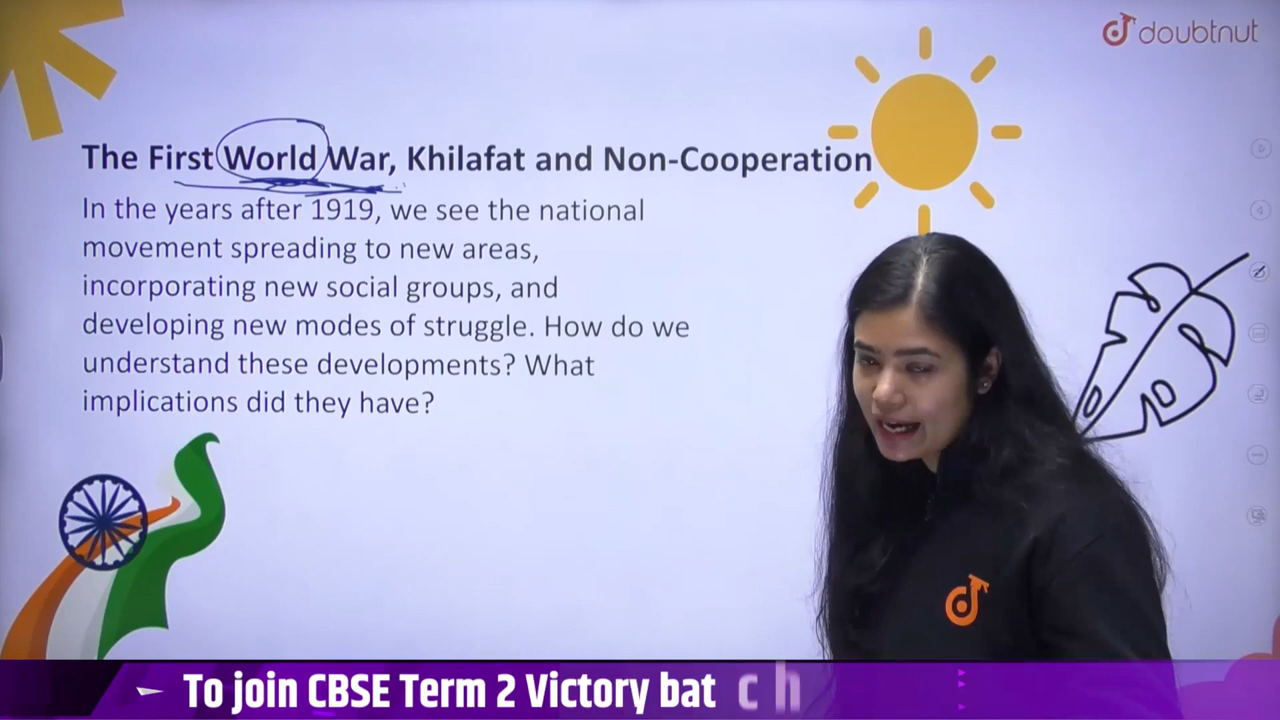 doubtnut
The First World War, Khilafat and Non-Cooperation
In the years after 1919, we see the national
movement spreading to new areas,
incorporating new social groups, and
developing new modes of struggle. How do we
understand these developments? What
implications did they have?
To join CBSE Term 2 Victory bat c h